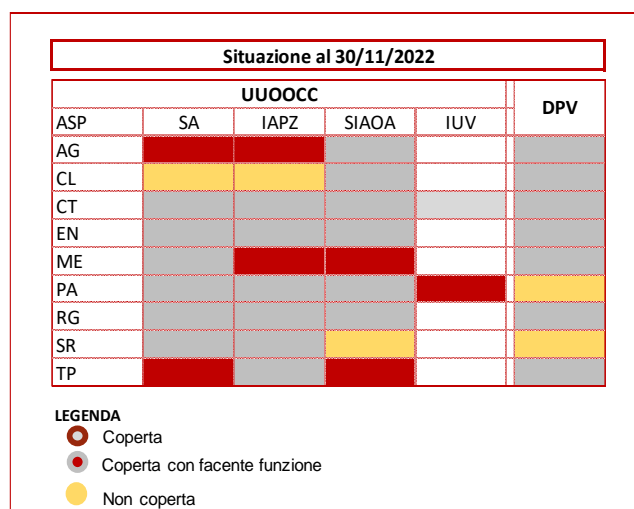 Situazione al 30/11/2022
UUOOCC DPV
ASP SA IAPZ SIAOA IUV
AG
CL
CT
EN
ME
PA
RG
SR
TP
LEGENDA
Coperta
Coperta con facente funzione
Non coperta